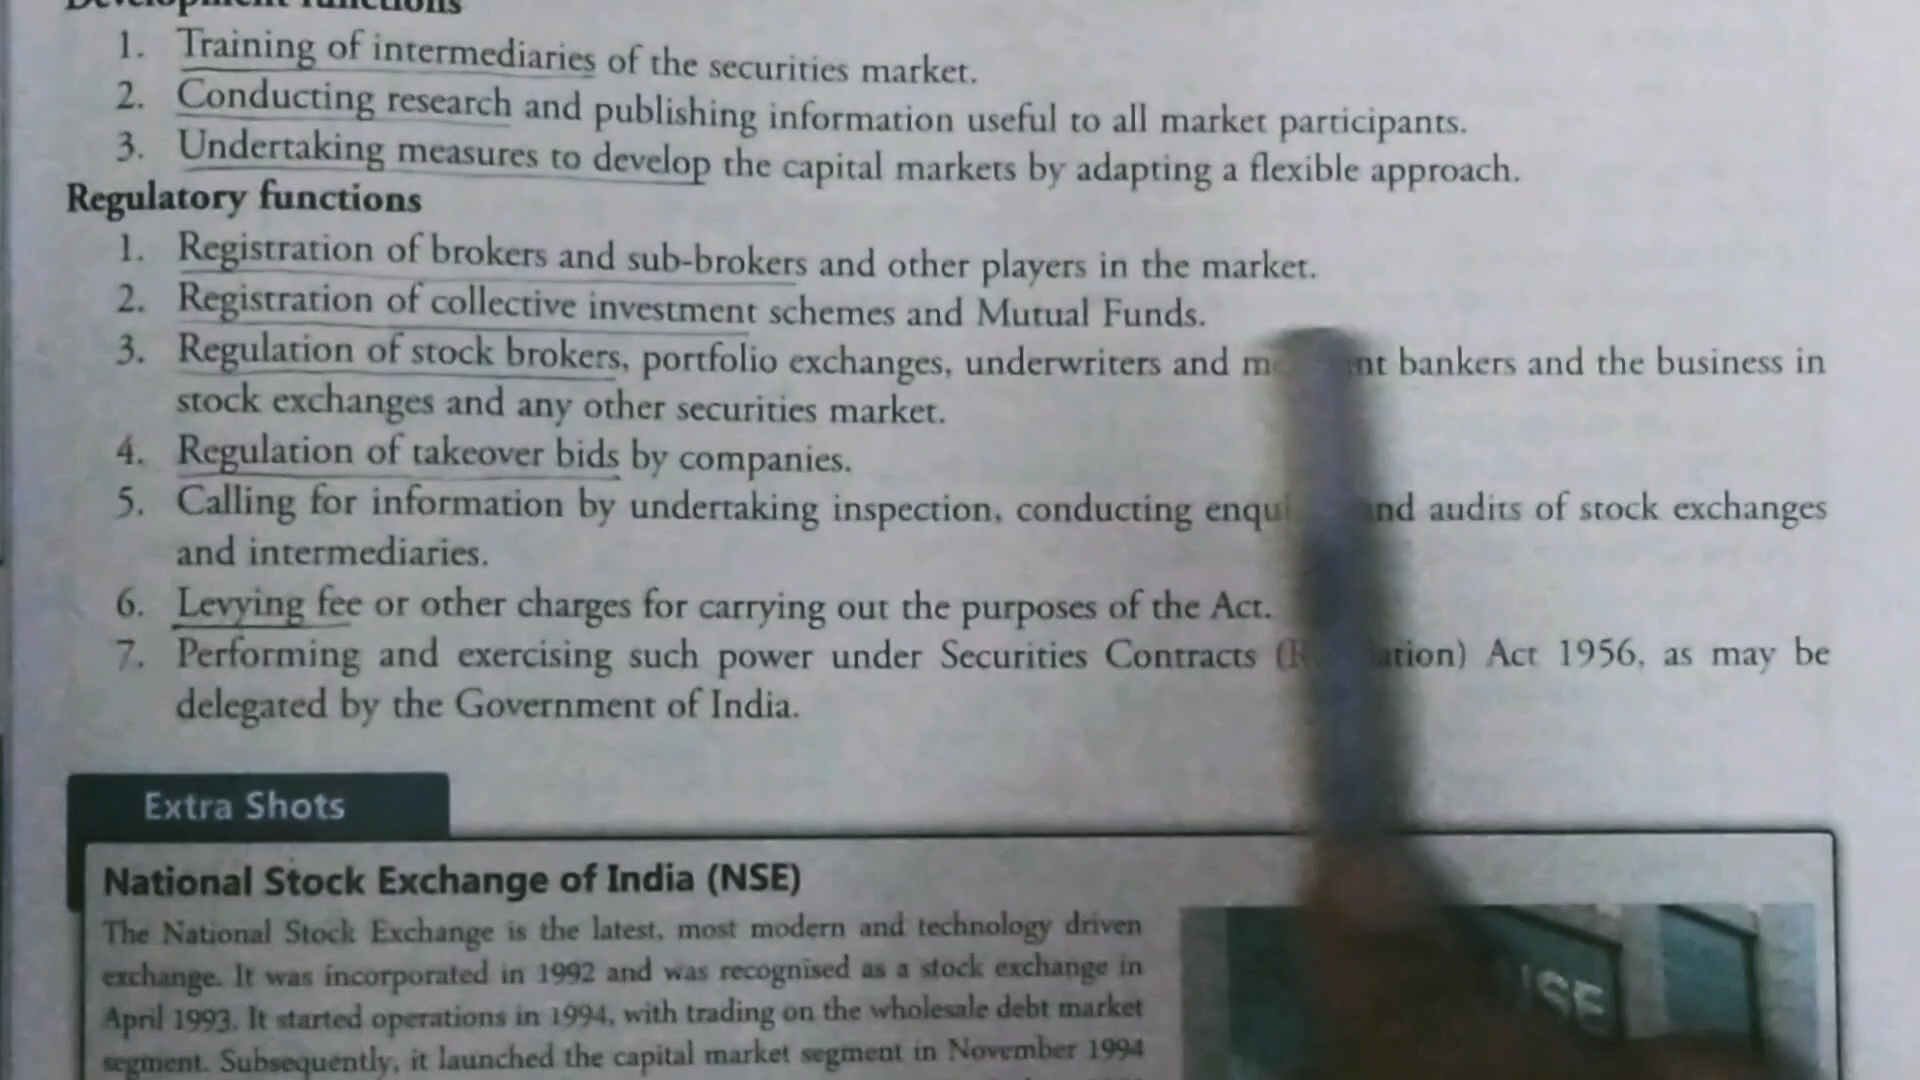 Development functions
1. Training of intermediaries of the securities market.
2. Conducting research and publishing information useful to all market participants.
3. Undertaking measures to develop the capital markets by adapting a flexible approach.
Regulatory functions
1. Registration of brokers and sub-brokers and other players in the market.
2. Registration of collective investment schemes and Mutual Funds.
3. Regulation of stock brokers, portfolio exchanges, underwriters and bankers and the business in
stock exchanges and any other securities market.
4. Regulation of takeover bids by companies.
5. Calling for information by undertaking inspection, conducting and audits of stock exchanges
and intermediaries.
6. Levying fee or other charges for carrying out the purposes of the Act.
7. Performing and exercising such power under Securities Contracts Act 1956, as may be
delegated by the Government of India.
Extra Shots
National Stock Exchange of India (NSE)
The National Stock Exchange is the latest, most modern and technology driven
exchange. It was incorporated in 1992 and was recognised as a stock exchange in
April 1993. It started operations in 1994, with trading on the wholesale debt market
segment. Subsequently, it launched the capital market segment in November 1994
NSE